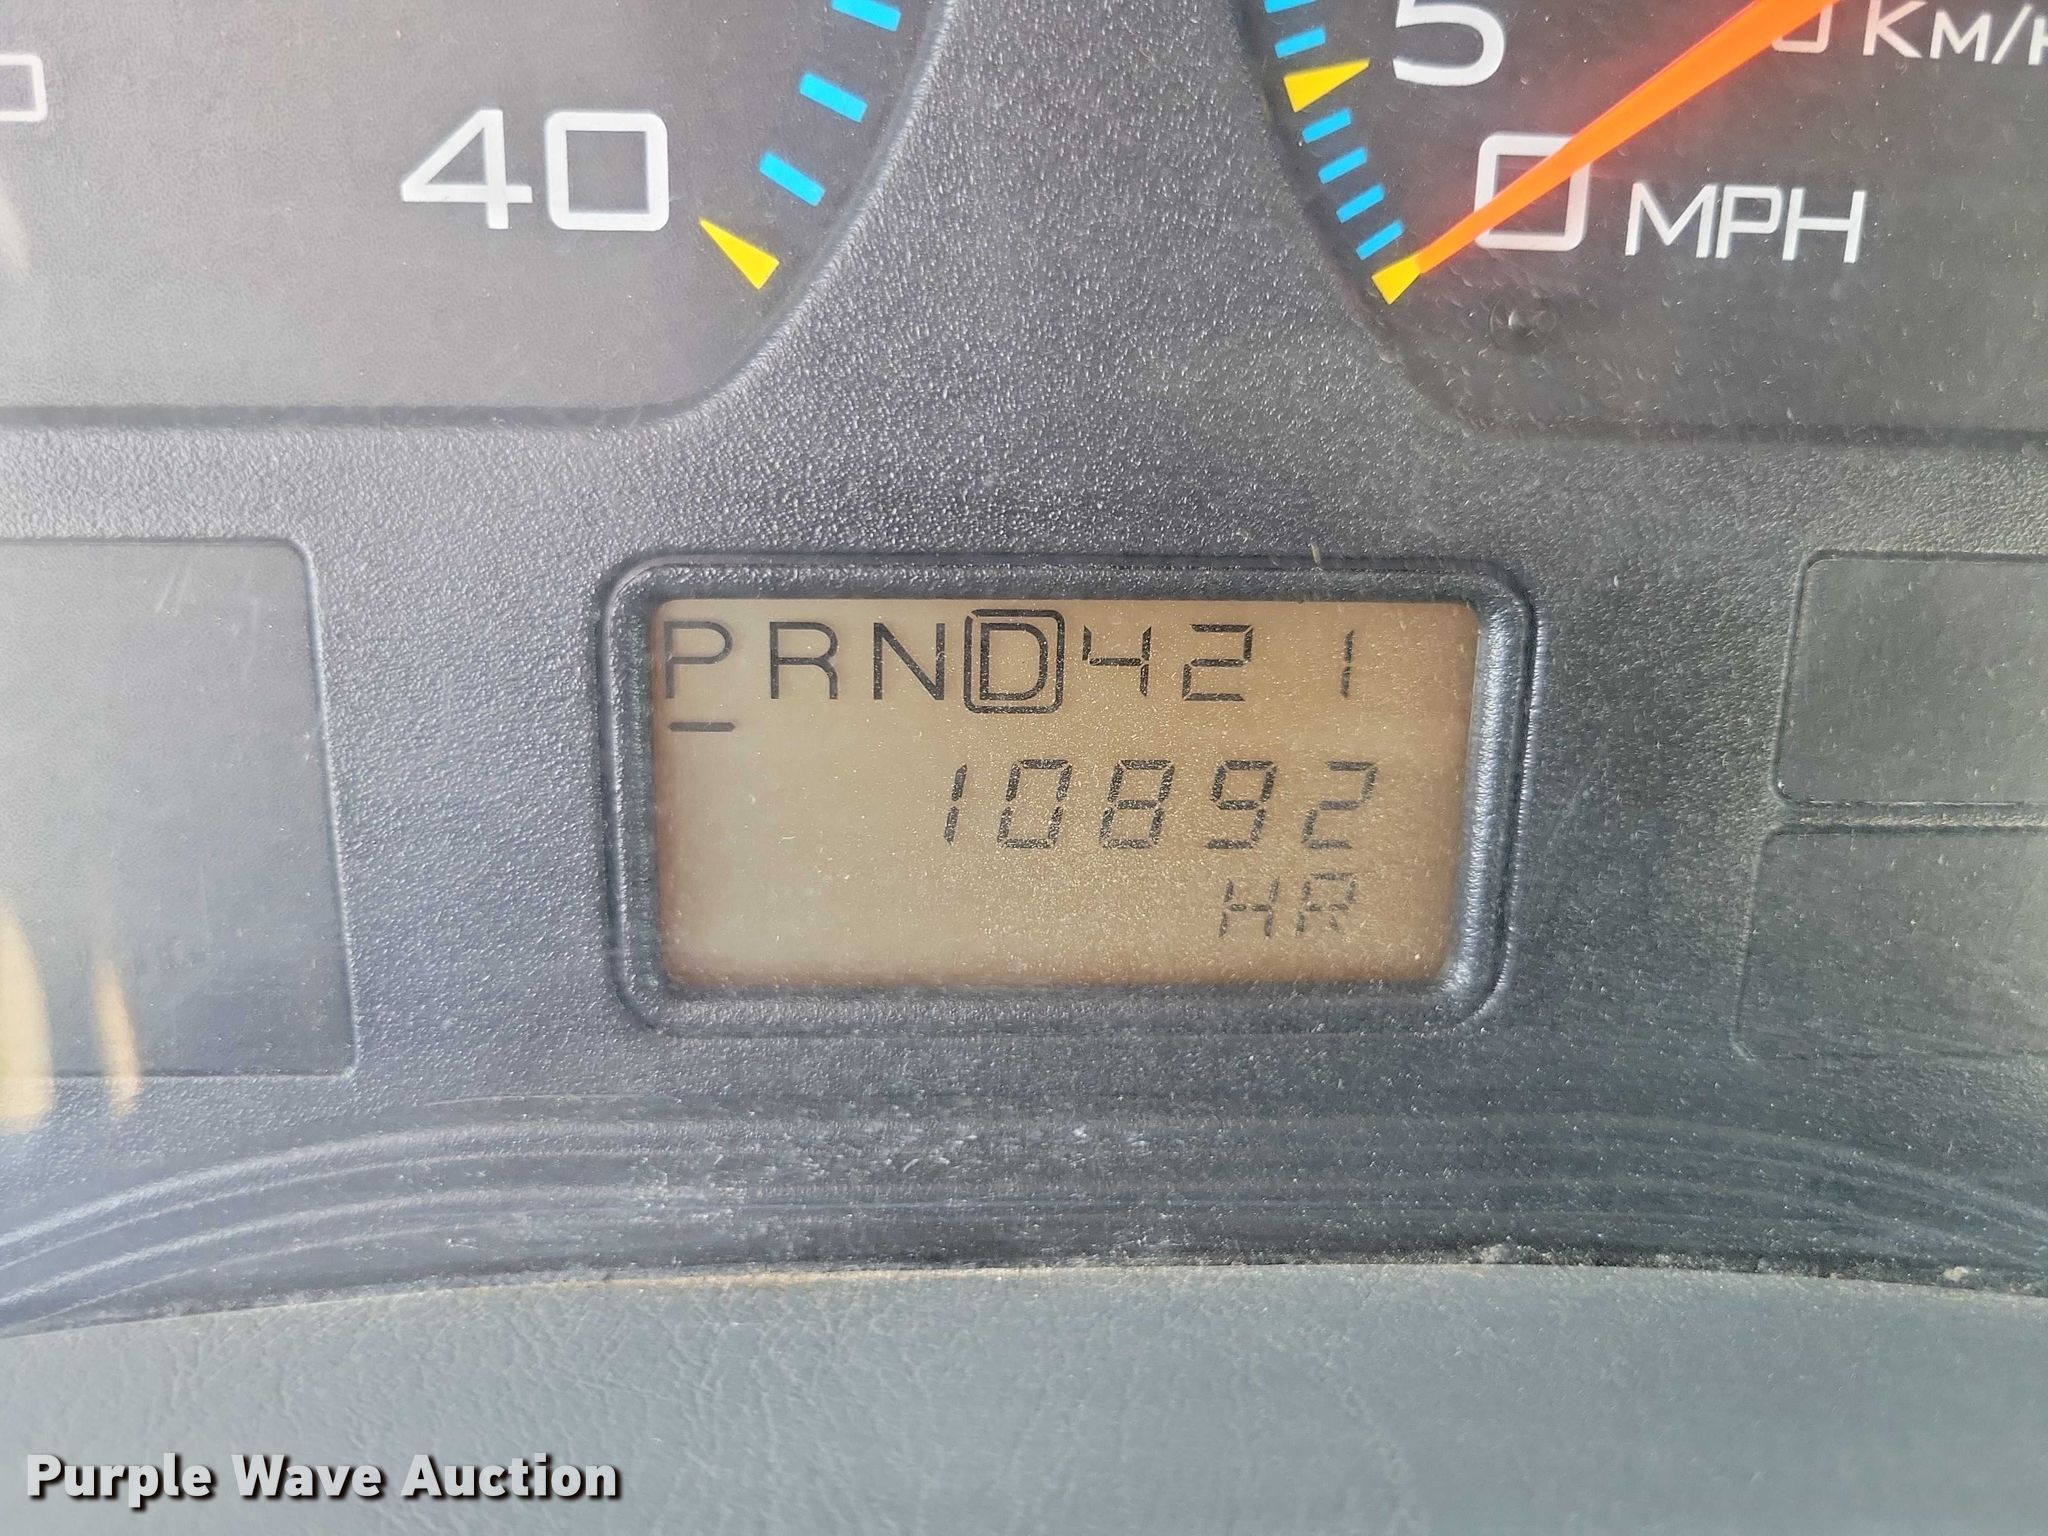 40
5
0 MPH
KM/H
PRND421
10892
HR
Purple Wave Auction